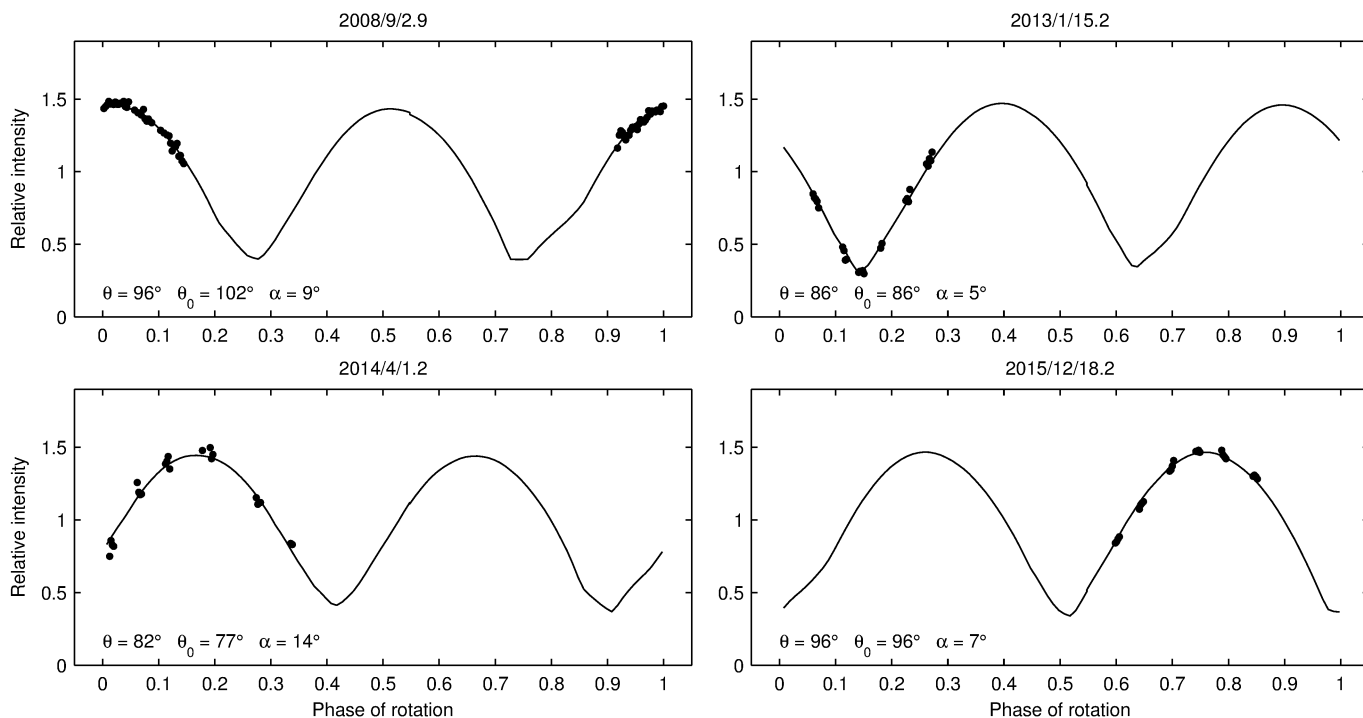 2008/9/2.9
Relative intensity
1.5
1
0.5
0
θ = 96° θ0 = 102° α = 9°
0 0.1 0.2 0.3 0.4 0.5 0.6 0.7 0.8 0.9 1
2013/1/15.2
1.5
1
0.5
0
θ = 86° θ0 = 86° α = 5°
0 0.1 0.2 0.3 0.4 0.5 0.6 0.7 0.8 0.9 1
2014/4/1.2
Relative intensity
1.5
1
0.5
0
θ = 82° θ0 = 77° α = 14°
0 0.1 0.2 0.3 0.4 0.5 0.6 0.7 0.8 0.9 1
Phase of rotation
2015/12/18.2
1.5
1
0.5
0
θ = 96° θ0 = 96° α = 7°
0 0.1 0.2 0.3 0.4 0.5 0.6 0.7 0.8 0.9 1
Phase of rotation